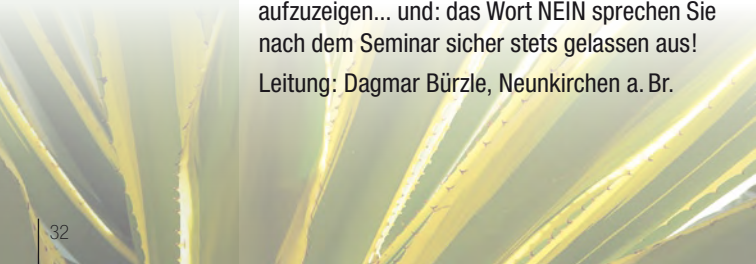 aufzuzeigen... und: das Wort NEIN sprechen Sie
nach dem Seminar sicher stets gelassen aus!
Leitung: Dagmar Bürzle, Neunkirchen a. Br.
32